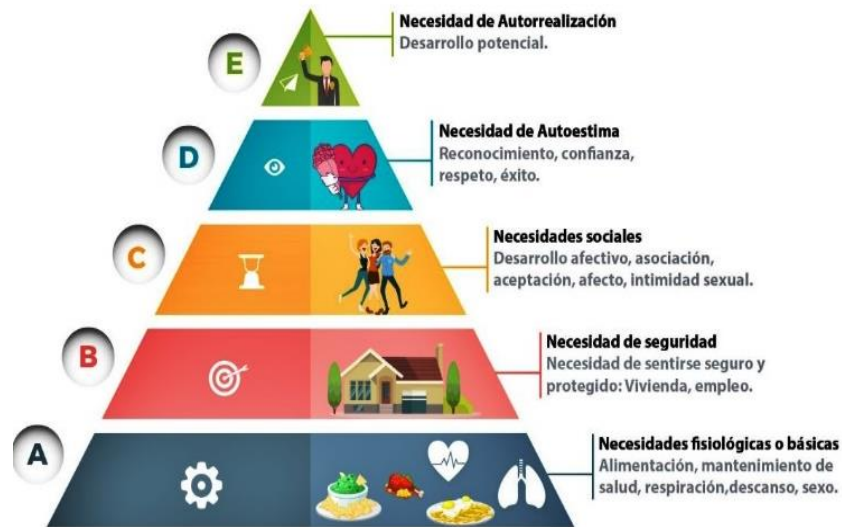 E
Necesidad de Autorrealización
Desarrollo potencial.
D
Necesidad de Autoestima
Reconocimiento, confianza,
respeto, éxito.
C
Necesidades sociales
Desarrollo afectivo, asociación,
aceptación, afecto, intimidad sexual.
B
Necesidad de seguridad
Necesidad de sentirse seguro y
protegido: Vivienda, empleo.
A
Necesidades fisiológicas o básicas
Alimentación, mantenimiento de
salud, respiración,descanso, sexo.